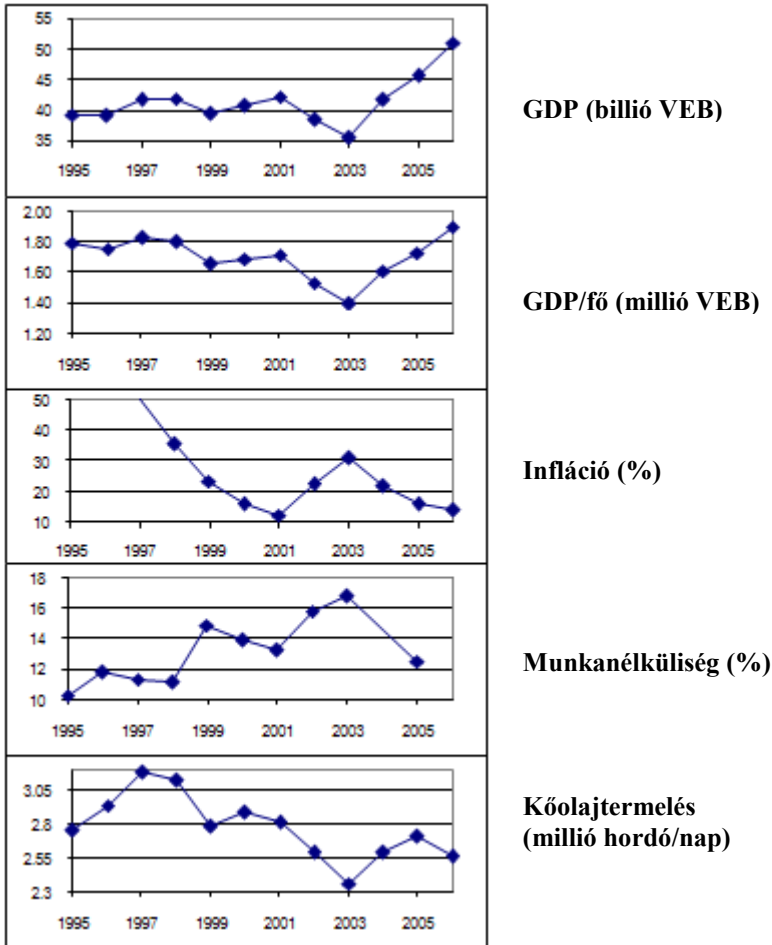 55
50
45
40
35
1995 1997 1999 2001 2003 2005
GDP (billió VEB)
2.00
1.80
1.60
1.40
1.20
1995 1997 1999 2001 2003 2005
GDP/fő (millió VEB)
50
40
30
20
10
1995 1997 1999 2001 2003 2005
Infláció (%)
18
16
14
12
10
1995 1997 1999 2001 2003 2005
Munkanélküliség (%)
3.05
2.8
2.55
2.3
1995 1997 1999 2001 2003 2005
Kőolajtermelés
(millió hordó/nap)